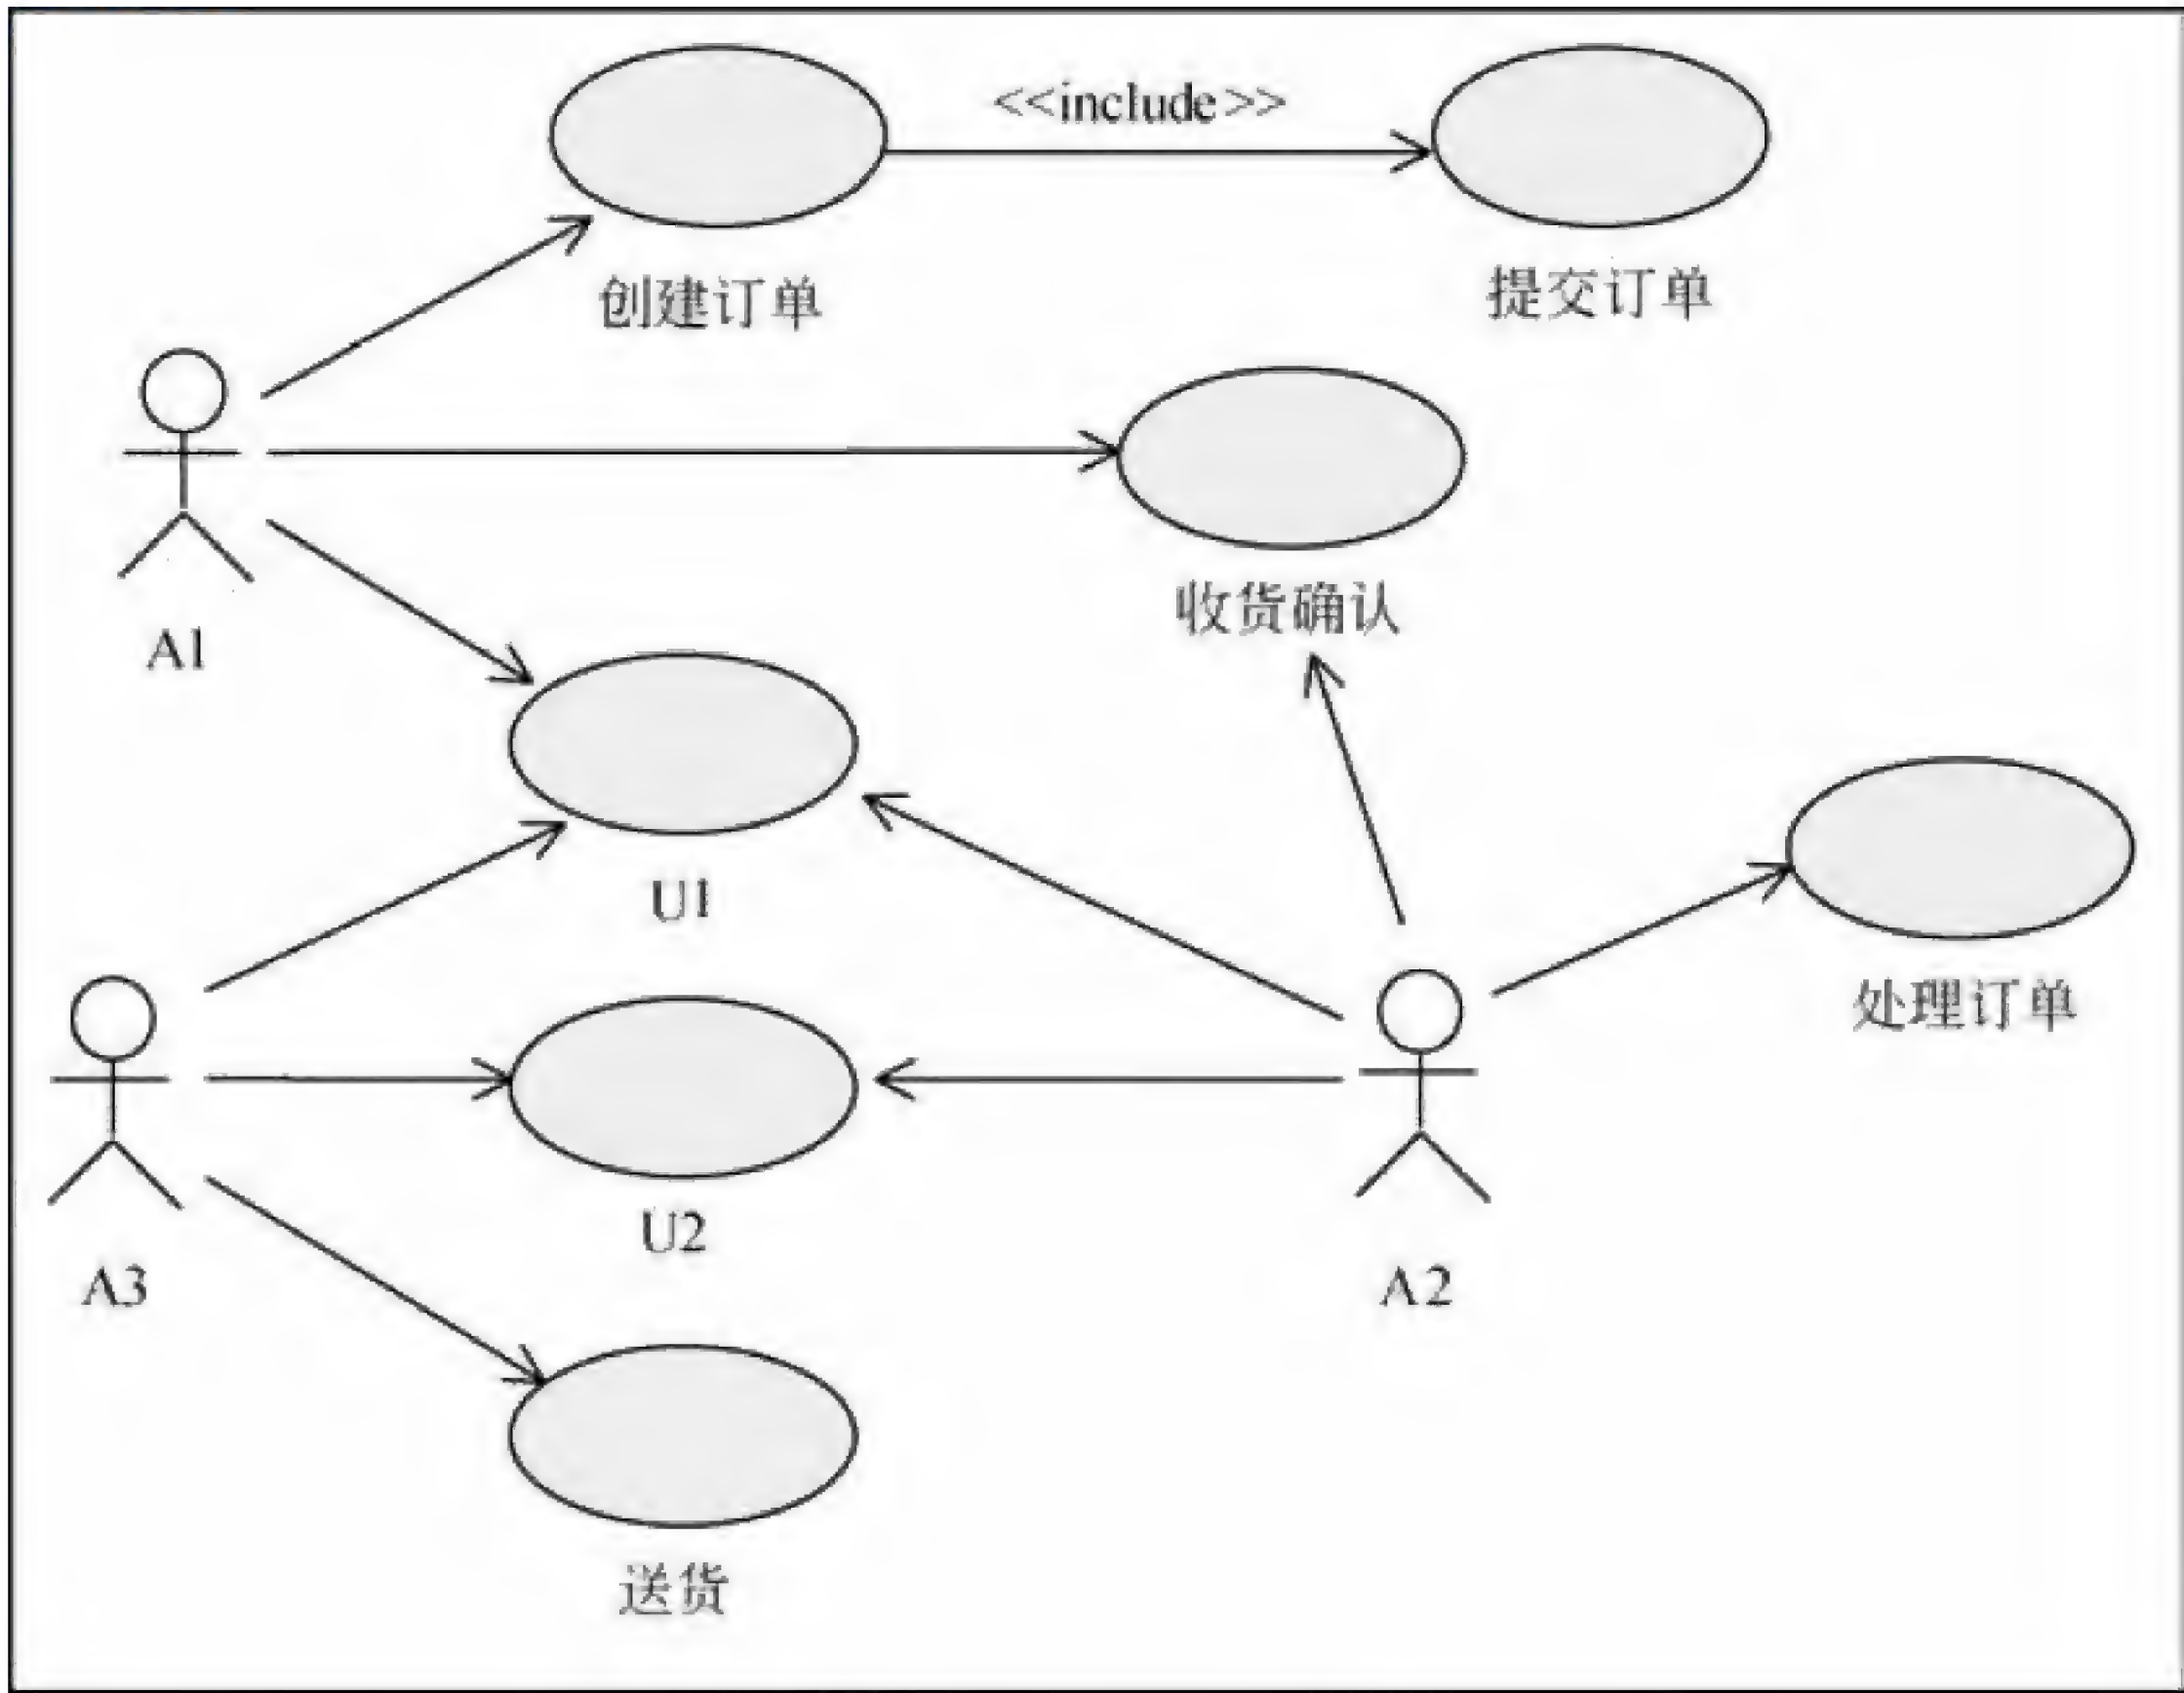 <<include>>
创建订单
提交订单
收货确认
A1
U1
处理订单
U2
A3
A2
送货